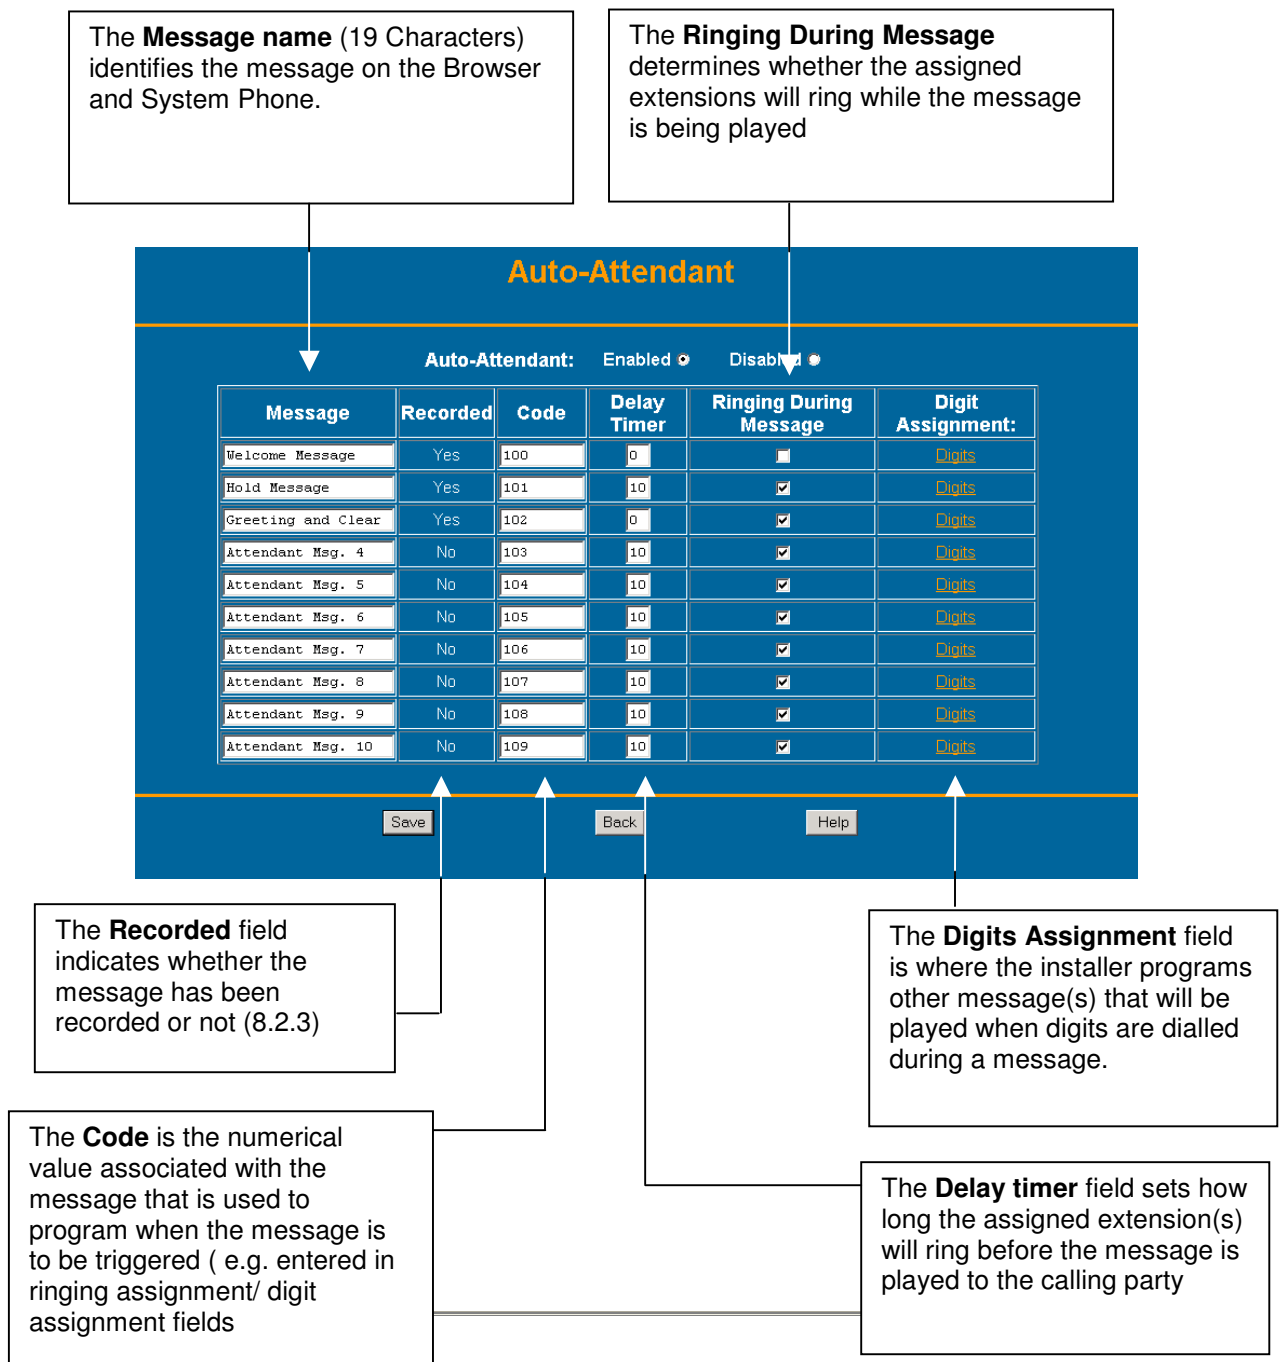 The Message name (19 Characters)
identifies the message on the Browser
and System Phone.
The Ringing During Message
determines whether the assigned
extensions will ring while the message
is being played
Auto-Attendant
Auto-Attendant: Enabled Disabled
Message Recorded Code Delay Timer Ringing During Message Digit Assignment:
Welcome Message Yes 100 0 Digits
Hold Message Yes 101 10 Digits
Greeting and Clear Yes 102 0 Digits
Attendant Msg. 4 No 103 10 Digits
Attendant Msg. 5 No 104 10 Digits
Attendant Msg. 6 No 105 10 Digits
Attendant Msg. 7 No 106 10 Digits
Attendant Msg. 8 No 107 10 Digits
Attendant Msg. 9 No 108 10 Digits
Attendant Msg. 10 No 109 10 Digits
Save Back Help
The Recorded field
indicates whether the
message has been
recorded or not (8.2.3)
The Digits Assignment field
is where the installer programs
other message(s) that will be
played when digits are dialled
during a message.
The Code is the numerical
value associated with the
message that is used to
program when the message is
to be triggered ( e.g. entered in
ringing assignment/ digit
assignment fields
The Delay timer field sets how
long the assigned extension(s)
will ring before the message is
played to the calling party